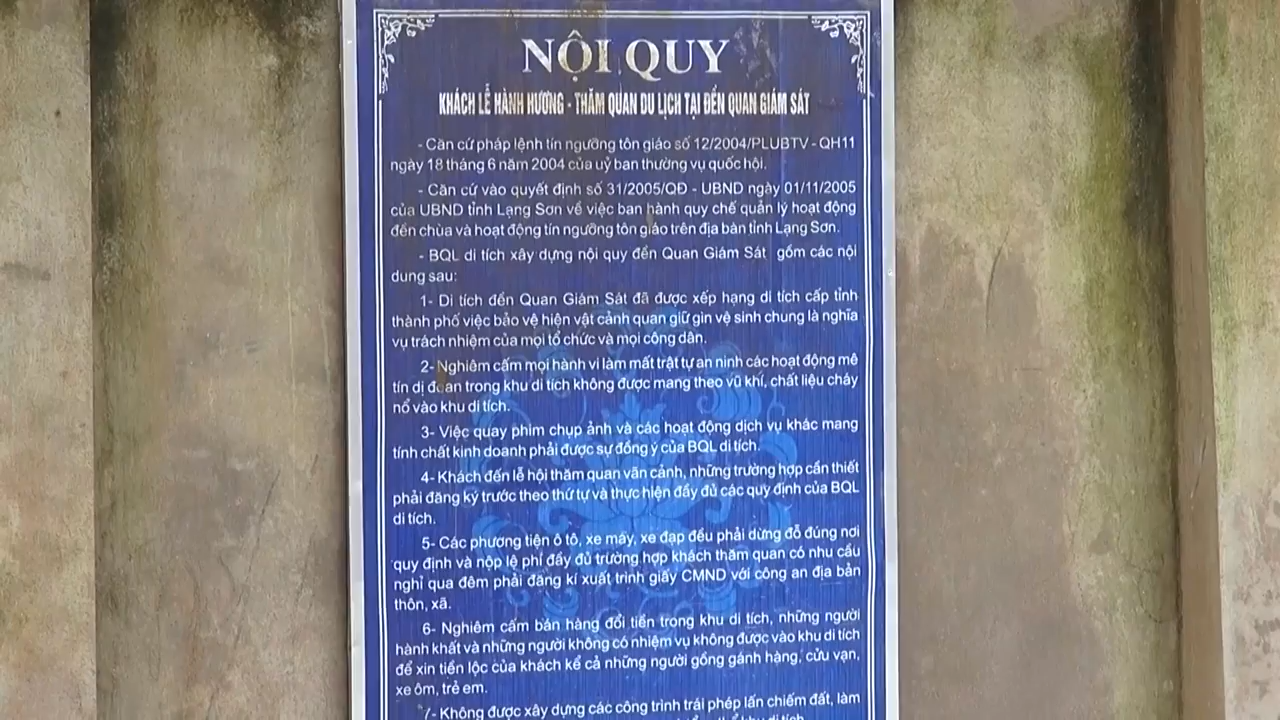 NỘI QUY
KHÁCH LỄ HÀNH HƯƠNG - THĂM QUAN DU LỊCH TẠI ĐỀN QUAN GIÁM SÁT
- Căn cứ pháp lệnh tín ngưỡng tôn giáo số 12/2004/PLUBTV - QH11
ngày 18 tháng 6 năm 2004 của uỷ ban thường vụ quốc hội.
- Căn cứ vào quyết định số 31/2005/QĐ - UBND ngày 01/11/2005
của UBND tỉnh Lạng Sơn về việc ban hành quy chế quản lý hoạt động
đền chùa và hoạt động tín ngưỡng tôn giáo trên địa bàn tỉnh Lạng Sơn.
- BQL di tích xây dựng nội quy đền Quan Giám Sát gồm các nội
dung sau:
1- Di tích đền Quan Giám Sát đã được xếp hạng di tích cấp tỉnh
thành phố việc bảo vệ hiện vật cảnh quan giữ gìn vệ sinh chung là nghĩa
vụ trách nhiệm của mọi tổ chức và mọi công dân.
2- Nghiêm cấm mọi hành vi làm mất trật tự an ninh các hoạt động mê
tín dị đoan trong khu di tích không được mang theo vũ khí, chất liệu cháy
nổ vào khu di tích.
3- Việc quay phim chụp ảnh và các hoạt động dịch vụ khác mang
tính chất kinh doanh phải được sự đồng ý của BQL di tích.
4- Khách đến lễ hội thăm quan vãn cảnh, những trường hợp cần thiết
phải đăng ký trước theo thứ tự và thực hiện đầy đủ các quy định của BQL
di tích.
5- Các phương tiện ô tô, xe máy, xe đạp đều phải dừng đỗ đúng nơi
quy định và nộp lệ phí đầy đủ trường hợp khách thăm quan có nhu cầu
nghỉ qua đêm phải đăng kí xuất trình giấy CMND với công an địa bàn
thôn, xã.
6- Nghiêm cấm bán hàng đổi tiền trong khu di tích, những người
hành khất và những người không có nhiệm vụ không được vào khu di tích
để xin tiền lộc của khách kể cả những người gồng gánh hàng, cửu vạn,
xe ôm, trẻ em.
7- Không được xây dựng các công trình trái phép lấn chiếm đất, làm
khu di tích